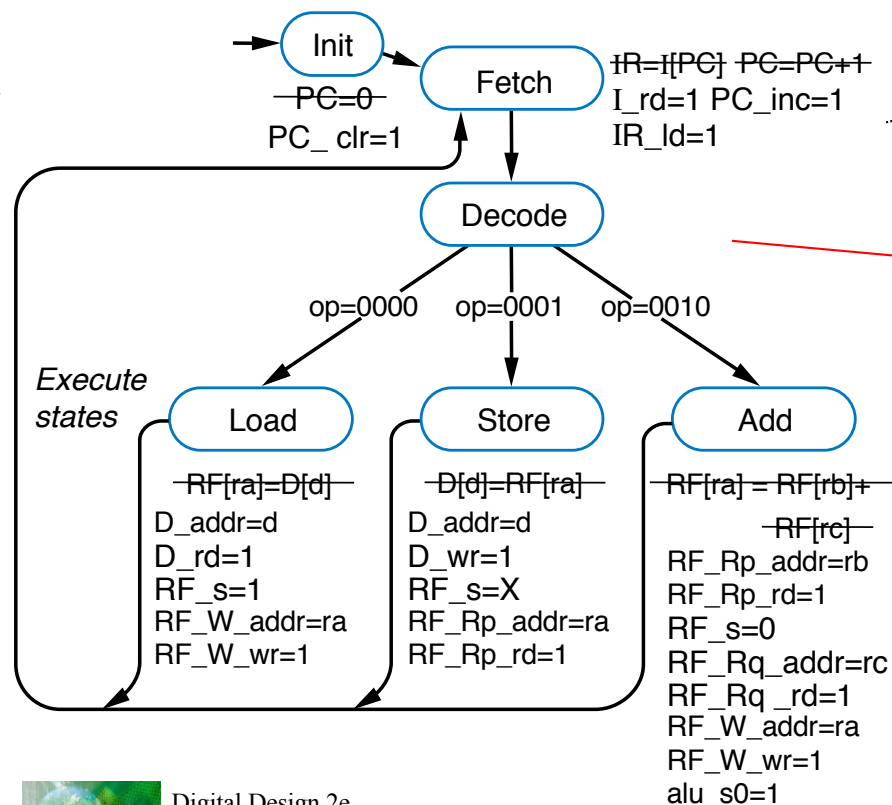 Init
PC=0
PC_ clr=1
Fetch
IR=I[PC] PC=PC+1
I_rd=1 PC_inc=1
IR_ld=1
Decode
op=0000 op=0001 op=0010
Execute
states
Load
RF[ra]=D[d]
D_addr=d
D_rd=1
RF_s=1
RF_W_addr=ra
RF_W_wr=1
Store
D[d]=RF[ra]
D_addr=d
D_wr=1
RF_s=X
RF_Rp_addr=ra
RF_Rp_rd=1
Add
RF[ra] = RF[rb]+
RF[rc]
RF_Rp_addr=rb
RF_Rp_rd=1
RF_s=0
RF_Rq_addr=rc
RF_Rq _rd=1
RF_W_addr=ra
RF_W_wr=1
alu_s0=1
Digital Design 2e